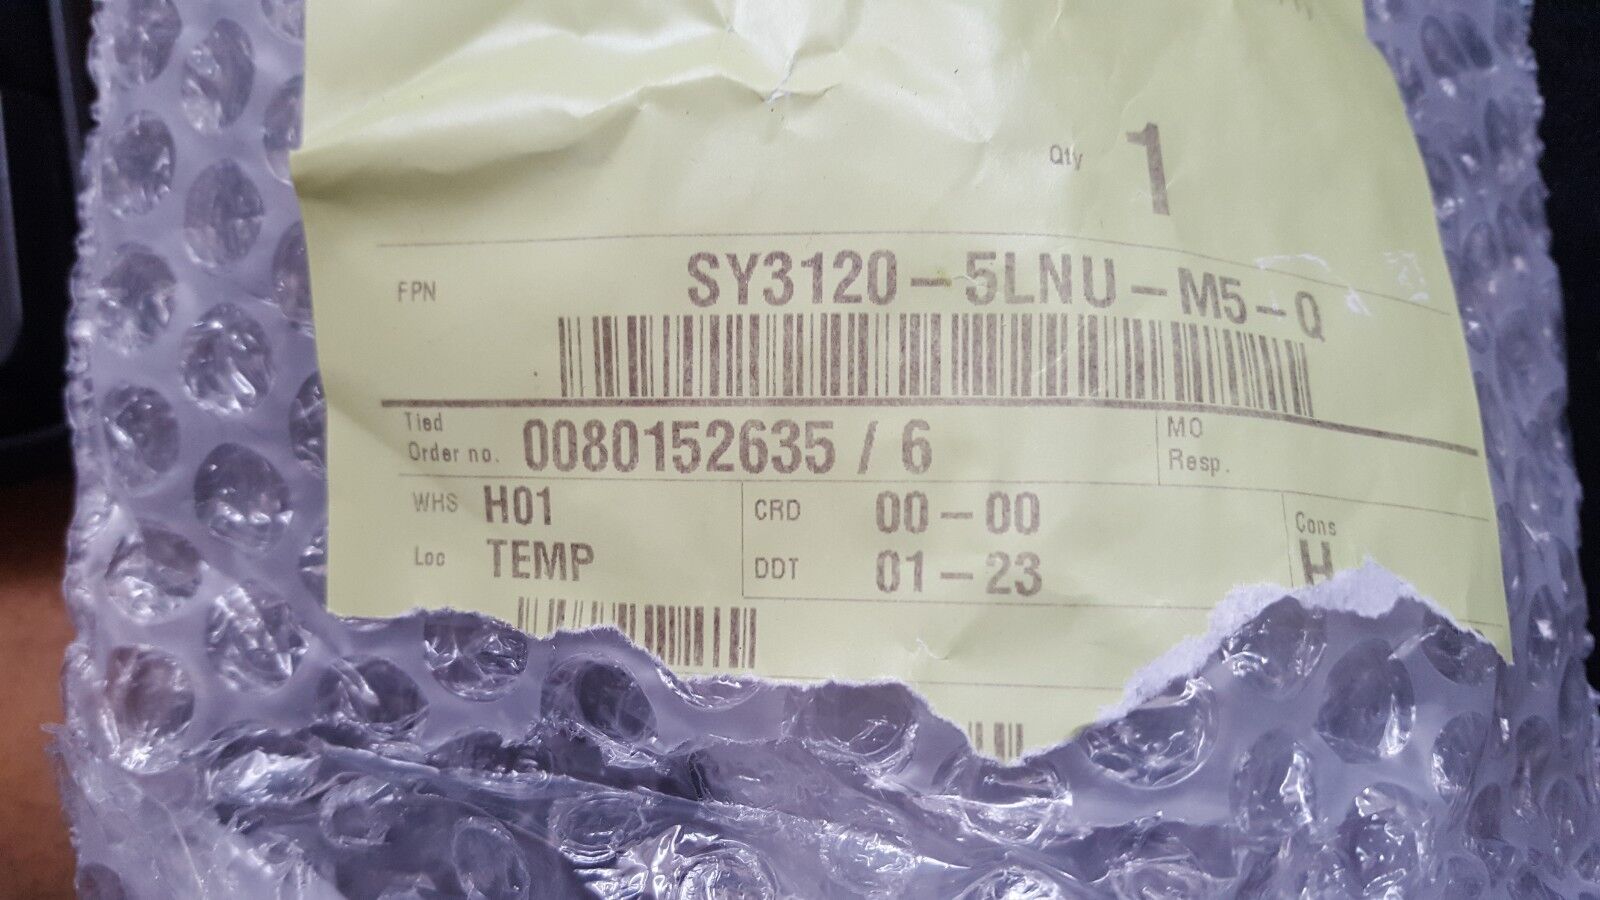 Qty 1
FPN SY3120-5LNU-M5-Q
Tied
Order no. 0080152635 / 6
MO
Resp.
WHS H01
CRD 00-00
Cons
H
Loc TEMP
DDT 01-23